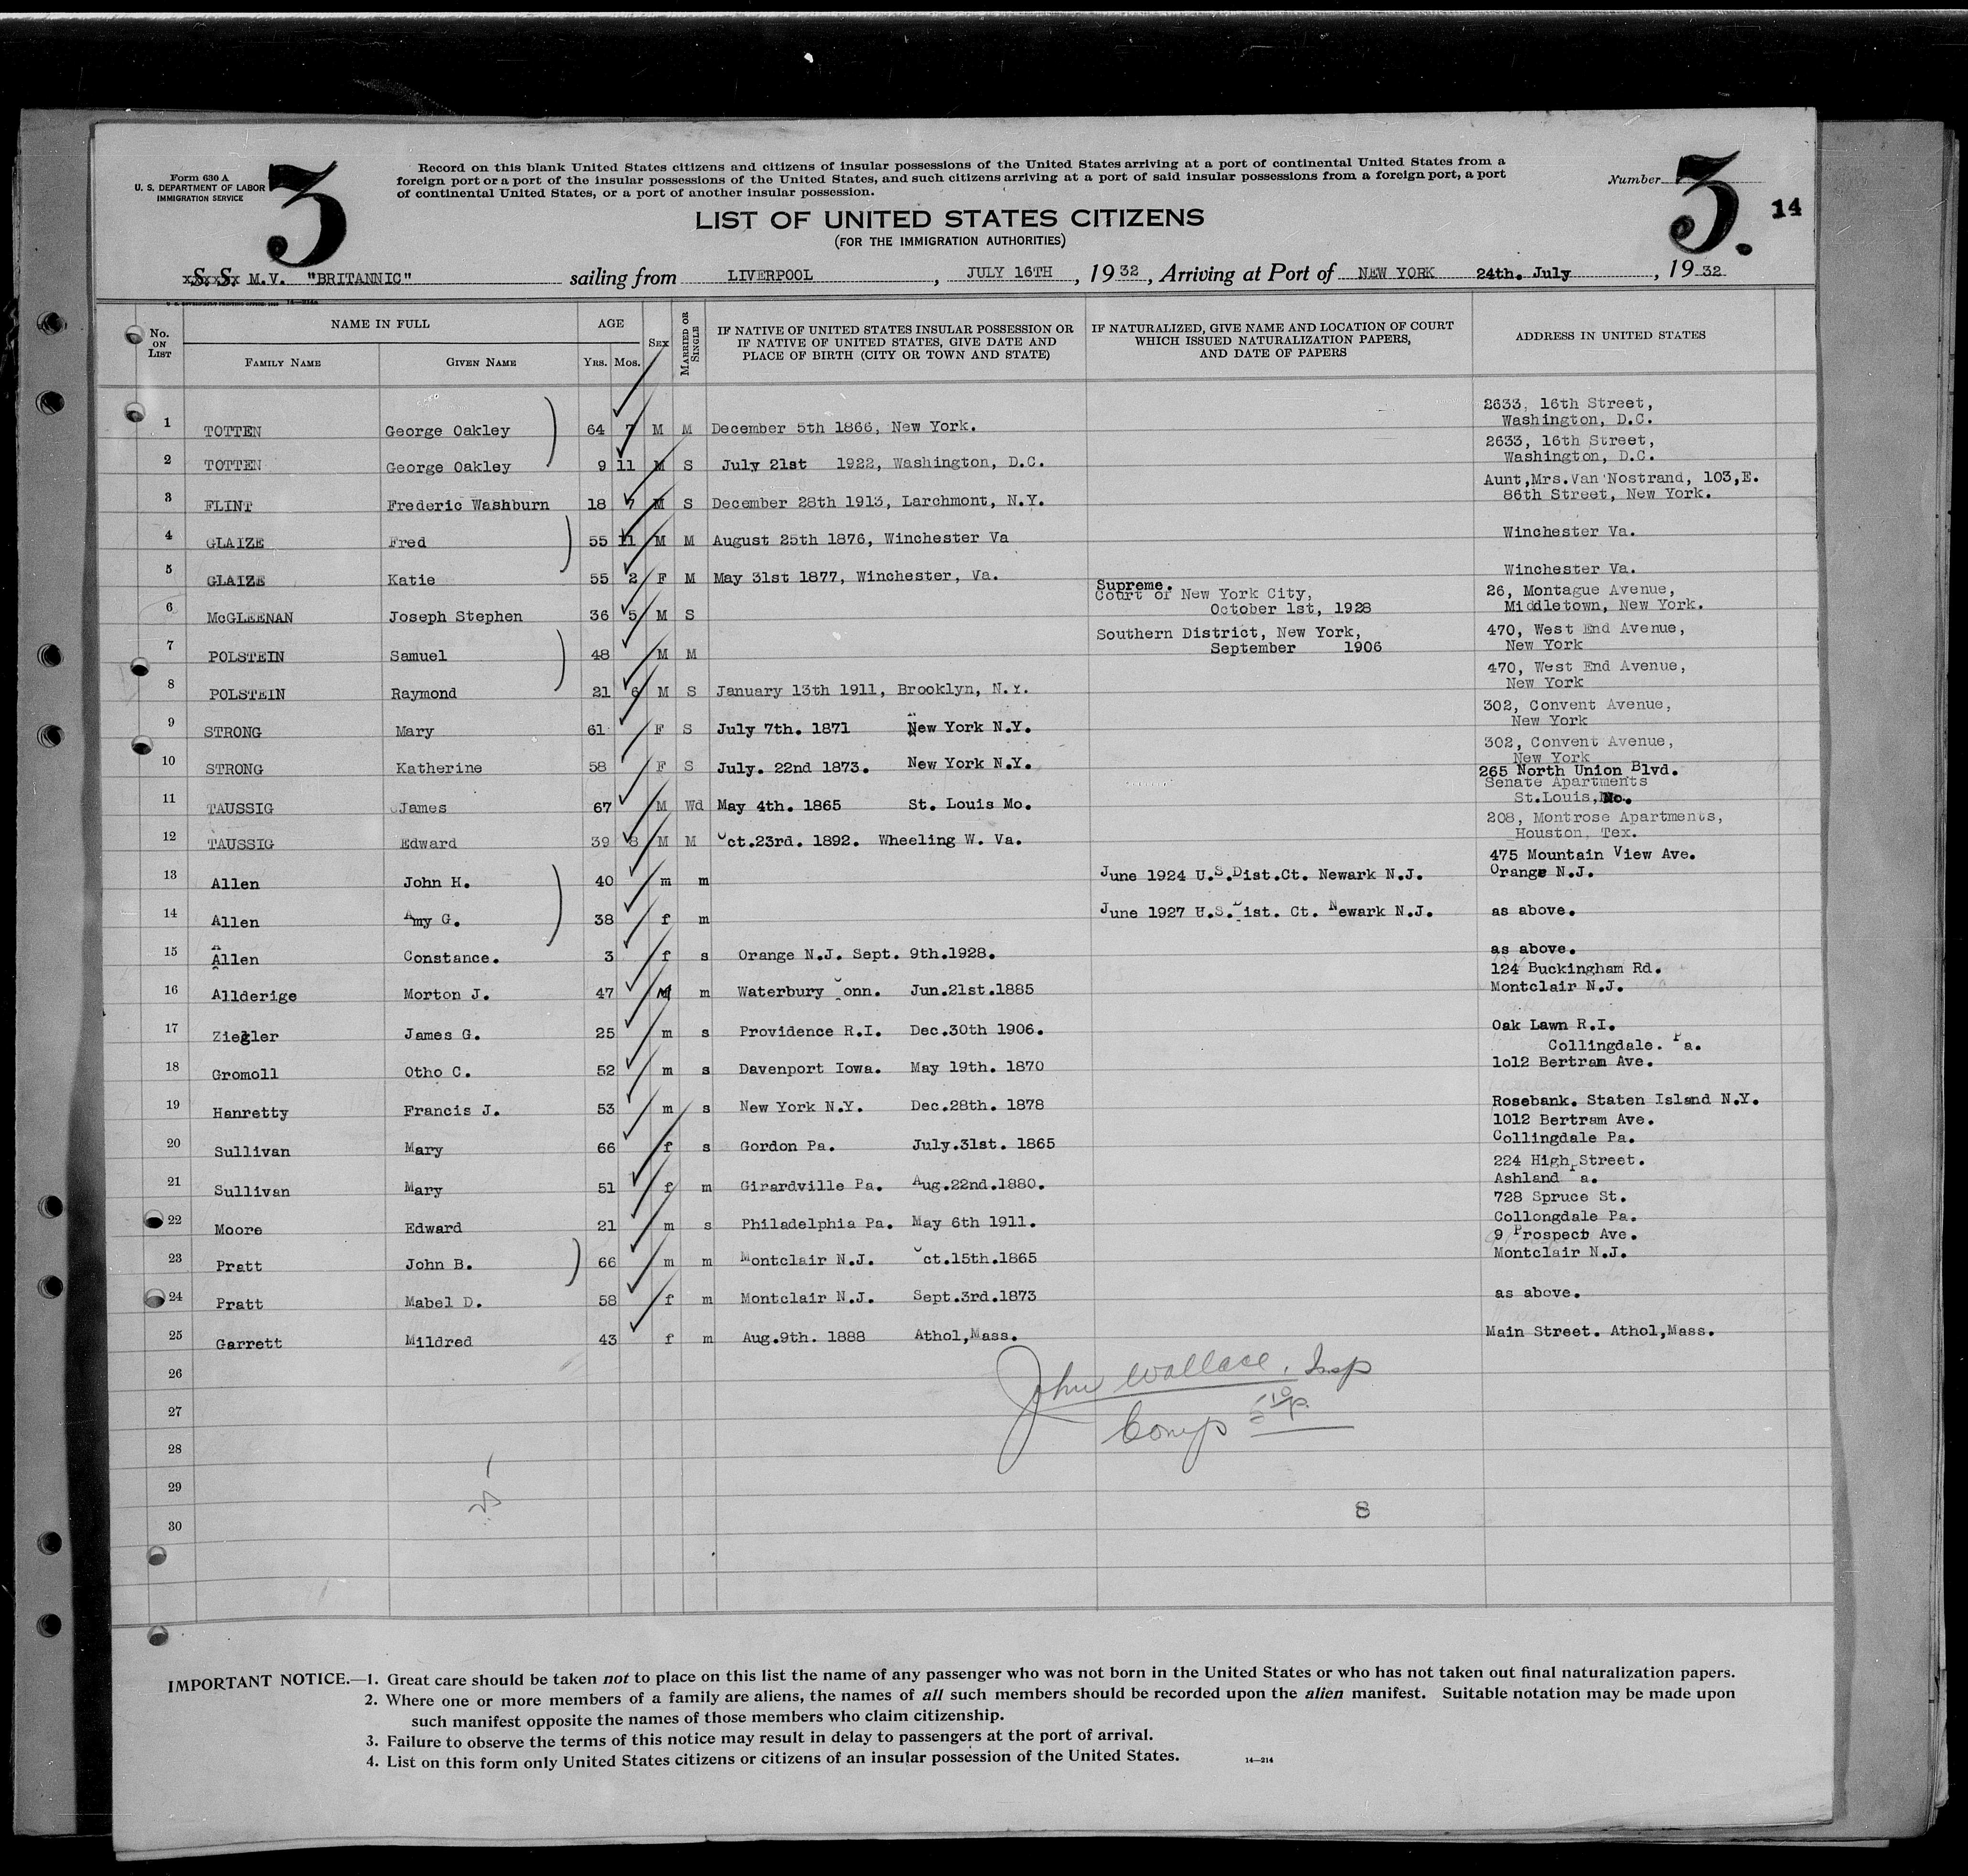 Form 630 A
U. S. DEPARTMENT OF LABOR
IMMIGRATION SERVICE
3
Record on this blank United States citizens and citizens of insular possessions of the United States arriving at a port of continental United States from a
foreign port or a port of the insular possessions of the United States, and such citizens arriving at a port of said insular possessions from a foreign port, a port
of continental United States, or a port of another insular possession.
Number 3. 14
LIST OF UNITED STATES CITIZENS
(FOR THE IMMIGRATION AUTHORITIES)
S. S. M.V. "BRITANNIC" sailing from LIVERPOOL, JULY 16TH, 1932, Arriving at Port of NEW YORK 24th. July, 1932
No. ON LIST
NAME IN FULL
FAMILY NAME
GIVEN NAME
AGE
YRS. MOS.
SEX
MARRIED OR SINGLE
IF NATIVE OF UNITED STATES INSULAR POSSESSION OR
IF NATIVE OF UNITED STATES, GIVE DATE AND
PLACE OF BIRTH (CITY OR TOWN AND STATE)
IF NATURALIZED, GIVE NAME AND LOCATION OF COURT
WHICH ISSUED NATURALIZATION PAPERS,
AND DATE OF PAPERS
ADDRESS IN UNITED STATES
2633, 16th Street,
1 TOTTEN George Oakley 64 7 M M December 5th 1866, New York. Washington, D.C.
2633, 16th Street,
2 TOTTEN George Oakley 9 11 M S July 21st 1922, Washington, D.C. Washington, D.C.
Aunt,Mrs.Van Nostrand, 103,E.
3 FLINT Frederic Washburn 18 7 M S December 28th 1913, Larchmont, N.Y. 86th Street, New York.
4 GLAIZE Fred 55 11 M M August 25th 1876, Winchester Va Winchester Va.
5 GLAIZE Katie 55 2 F M May 31st 1877, Winchester, Va. Winchester Va.
Supreme.
Court of New York City, 26, Montague Avenue,
6 McGLEENAN Joseph Stephen 36 5 M S October 1st, 1928 Middletown, New York.
Southern District, New York, 470, West End Avenue,
7 POLSTEIN Samuel 48 M M September 1906 New York
470, West End Avenue,
8 POLSTEIN Raymond 21 6 M S January 13th 1911, Brooklyn, N.Y. New York
302, Convent Avenue,
9 STRONG Mary 61 F S July 7th. 1871 New York N.Y. New York
302, Convent Avenue,
10 STRONG Katherine 58 F S July. 22nd 1873. New York N.Y. New York
265 North Union Blvd.
Senate Apartments
11 TAUSSIG James 67 M Wd May 4th. 1865 St. Louis Mo. St.Louis, Mo.
208, Montrose Apartments,
12 TAUSSIG Edward 39 8 M M Oct.23rd. 1892. Wheeling W. Va. Houston, Tex.
475 Mountain View Ave.
13 Allen John H. 40 m m June 1924 U.S.Dist.Ct. Newark N.J. Orange N.J.
14 Allen Amy G. 38 f m June 1927 U.S.Dist. Ct. Newark N.J. as above.
15 Allen Constance. 3 f s Orange N.J. Sept. 9th.1928. as above.
124 Buckingham Rd.
16 Allderige Morton J. 47 M m Waterbury Conn. Jun.21st.1885 Montclair N.J.
17 Ziegler James G. 25 m s Providence R.I. Dec.30th 1906. Oak Lawn R.I.
Collingdale. Pa.
18 Gromoll Otho C. 52 m s Davenport Iowa. May 19th. 1870 1o12 Bertram Ave.
19 Hanretty Francis J. 53 m s New York N.Y. Dec.28th. 1878 Rosebank. Staten Island N.Y.
1012 Bertram Ave.
20 Sullivan Mary 66 f s Gordon Pa. July.31st. 1865 Collingdale Pa.
224 High Street.
21 Sullivan Mary 51 f m Girardville Pa. Aug.22nd.1880. Ashland Pa.
728 Spruce St.
22 Moore Edward 21 m s Philadelphia Pa. May 6th 1911. Collongdale Pa.
9 Prospect Ave.
23 Pratt John B. 66 m m Montclair N.J. Oct.15th.1865 Montclair N.J.
24 Pratt Mabel D. 58 f m Montclair N.J. Sept.3rd.1873 as above.
25 Garrett Mildred 43 f m Aug.9th. 1888 Athol,Mass. Main Street. Athol,Mass.
26
John Wallace, Insp
27
Comp 5 10 p.
28
29
8
30
IMPORTANT NOTICE.—1. Great care should be taken not to place on this list the name of any passenger who was not born in the United States or who has not taken out final naturalization papers.
2. Where one or more members of a family are aliens, the names of all such members should be recorded upon the alien manifest. Suitable notation may be made upon
such manifest opposite the names of those members who claim citizenship.
3. Failure to observe the terms of this notice may result in delay to passengers at the port of arrival.
4. List on this form only United States citizens or citizens of an insular possession of the United States.
14—214